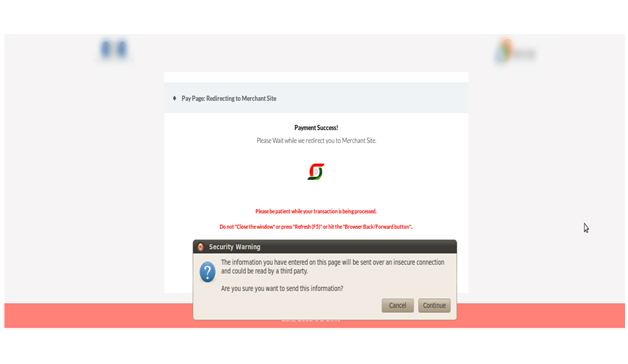 Pay Page: Redirecting to Merchant Site
Payment Success!
Please Wait while we redirect you to Merchant Site.
Please be patient while your transaction is being processed.
Do not "Close the window" or press "Refresh (F5)" or hit the "Browser Back/Forward button".
Security Warning
The information you have entered on this page will be sent over an insecure connection
and could be read by a third party.
Are you sure you want to send this information?
Cancel Continue